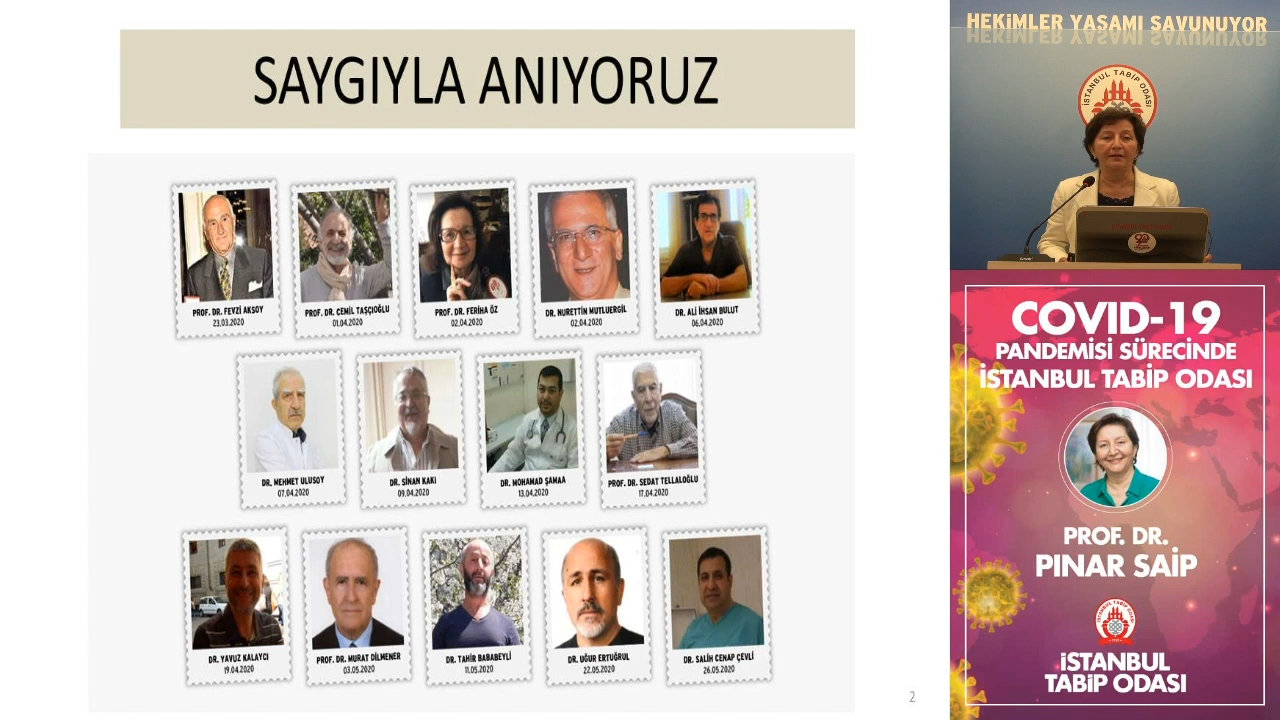 SAYGIYLA ANIYORUZ
PROF. DR. FEVZİ AKSOY
23.03.2020
PROF. DR. CEMİL TAŞÇIOĞLU
01.04.2020
PROF. DR. FERİHA ÖZ
02.04.2020
DR. NURETTİN MUTLUERGİL
02.04.2020
DR. ALİ İHSAN BULUT
06.04.2020
DR. MEHMET ULUSOY
07.04.2020
DR. SİNAN KAKI
09.04.2020
DR. MOHAMAD ŞAMAA
13.04.2020
PROF. DR. SEDAT TELLALOĞLU
17.04.2020
DR. YAVUZ KALAYCI
19.04.2020
PROF. DR. MURAT DİLMENER
03.05.2020
DR. TAHİR BABABEYLİ
11.05.2020
DR. UĞUR ERTUĞRUL
22.05.2020
DR. SALİH CENAP ÇEVLİ
26.05.2020
2
HEKİMLER YAŞAMI SAVUNUYOR
İSTANBUL TABİP ODASI
COVID-19
PANDEMİSİ SÜRECİNDE
İSTANBUL TABİP ODASI
PROF. DR.
PINAR SAİP
İSTANBUL
TABİP ODASI